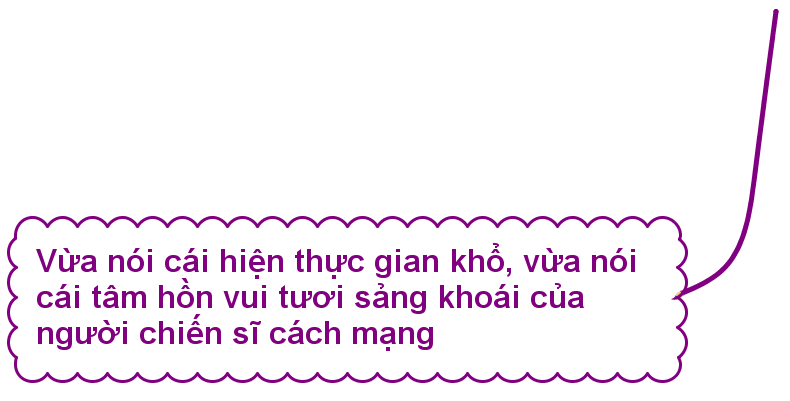 Vừa nói cái hiện thực gian khổ, vừa nói
cái tâm hồn vui tươi sảng khoái của
người chiến sĩ cách mạng